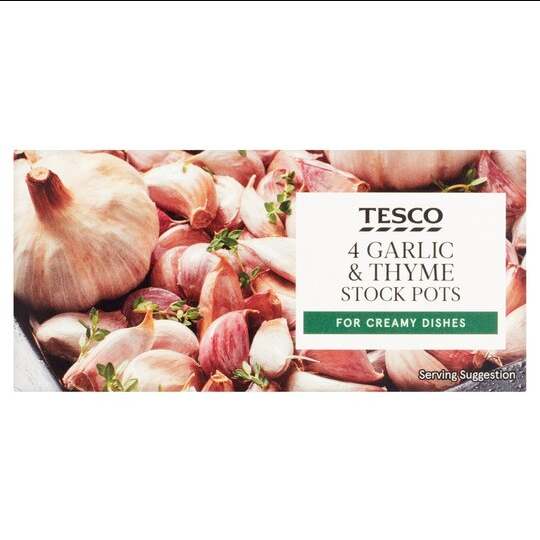 TESCO
4 GARLIC
& THYME
STOCK POTS
FOR CREAMY DISHES
Serving Suggestion